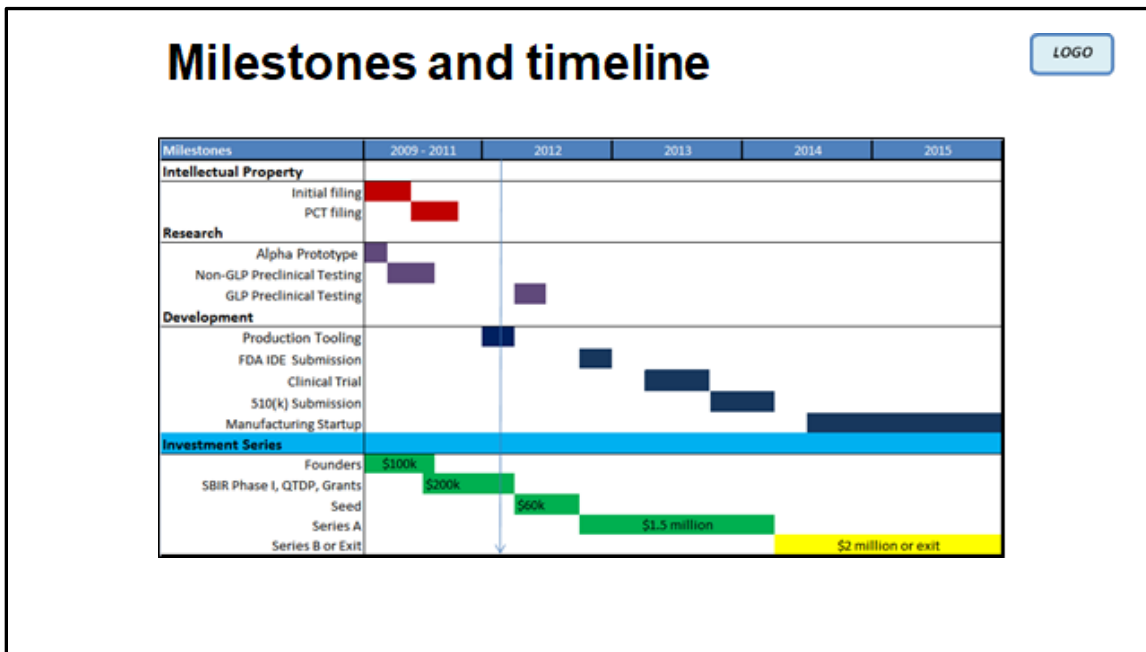 Milestones and timeline
LOGO
Milestones 2009 - 2011 2012 2013 2014 2015
Intellectual Property
Initial filing
PCT filing
Research
Alpha Prototype
Non-GLP Preclinical Testing
GLP Preclinical Testing
Development
Production Tooling
FDA IDE Submission
Clinical Trial
510(k) Submission
Manufacturing Startup
Investment Series
Founders $100k
SBIR Phase I, QTDP, Grants $200k
Seed $60k
Series A $1.5 million
Series B or Exit $2 million or exit